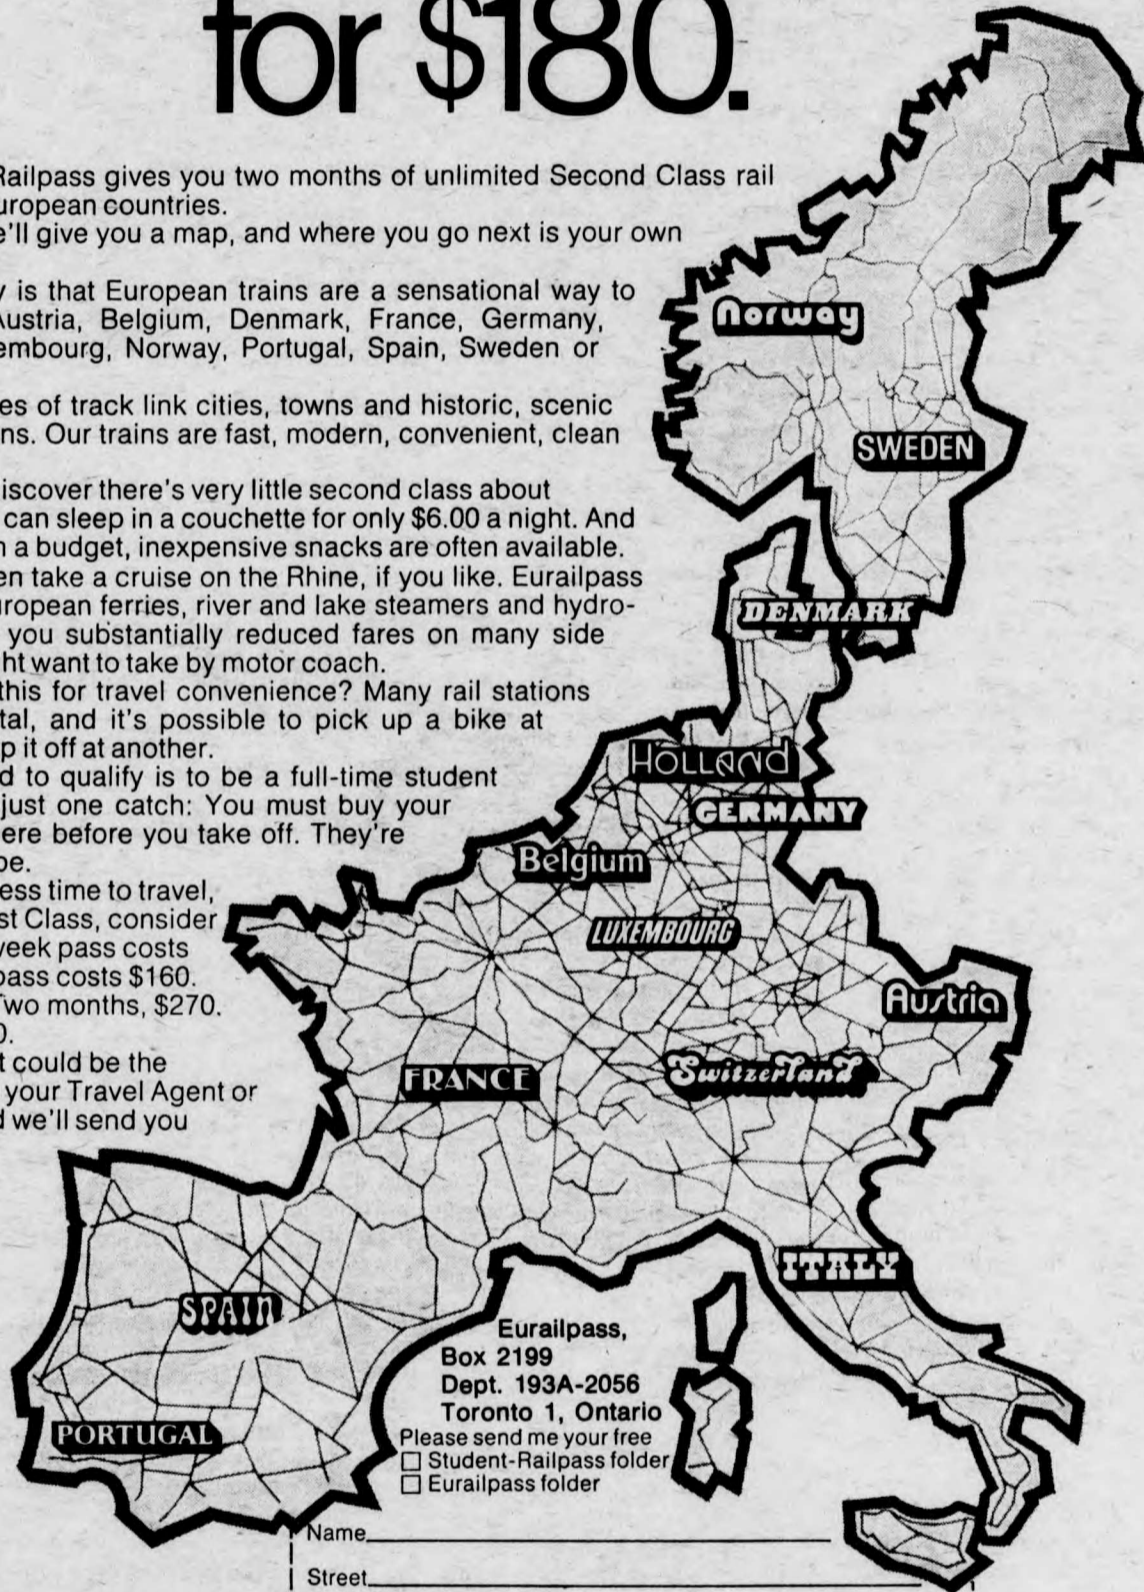 for $180.
Railpass gives you two months of unlimited Second Class rail
uropean countries.
e'll give you a map, and where you go next is your own
y is that European trains are a sensational way to
Austria, Belgium, Denmark, France, Germany,
embourg, Norway, Portugal, Spain, Sweden or
es of track link cities, towns and historic, scenic
ns. Our trains are fast, modern, convenient, clean
iscover there's very little second class about
can sleep in a couchette for only $6.00 a night. And
n a budget, inexpensive snacks are often available.
en take a cruise on the Rhine, if you like. Eurailpass
uropean ferries, river and lake steamers and hydro-
you substantially reduced fares on many side
ht want to take by motor coach.
this for travel convenience? Many rail stations
tal, and it's possible to pick up a bike at
p it off at another.
d to qualify is to be a full-time student
just one catch: You must buy your
ere before you take off. They're
pe.
ess time to travel,
st Class, consider
week pass costs
pass costs $160.
Two months, $270.
0.
t could be the
your Travel Agent or
d we'll send you
Norway
SWEDEN
DENMARK
HOLLAND
GERMANY
Belgium
LUXEMBOURG
Austria
FRANCE
Switzerland
ITALY
SPAIN
PORTUGAL
Eurailpass,
Box 2199
Dept. 193A-2056
Toronto 1, Ontario
Please send me your free
☐ Student-Railpass folder
☐ Eurailpass folder
Name
Street